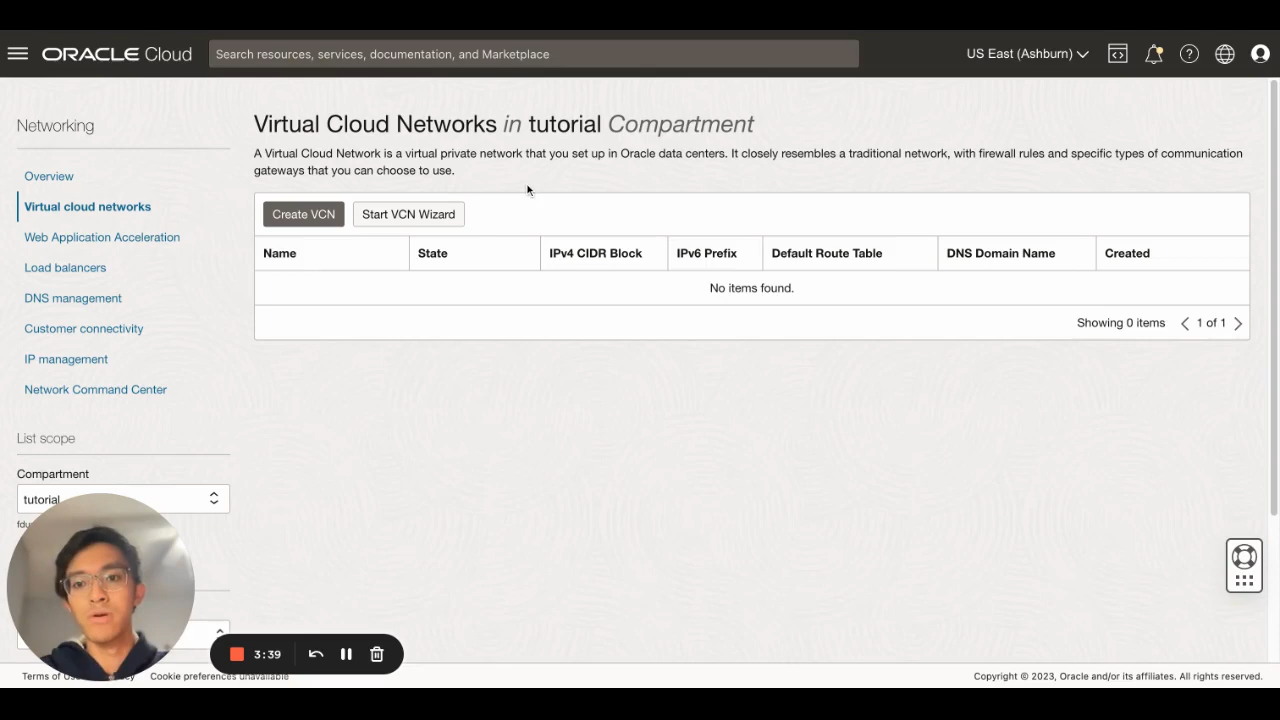 ORACLE Cloud
Search resources, services, documentation, and Marketplace
US East (Ashburn)
Networking
Overview
Virtual cloud networks
Web Application Acceleration
Load balancers
DNS management
Customer connectivity
IP management
Network Command Center
List scope
Compartment
tutorial
Virtual Cloud Networks in tutorial Compartment
A Virtual Cloud Network is a virtual private network that you set up in Oracle data centers. It closely resembles a traditional network, with firewall rules and specific types of communication
gateways that you can choose to use.
Create VCN
Start VCN Wizard
Name State IPv4 CIDR Block IPv6 Prefix Default Route Table DNS Domain Name Created
No items found.
Showing 0 items 1 of 1
3:39
Terms of
Cookie preferences unavailable
Copyright © 2023, Oracle and/or its affiliates. All rights reserved.